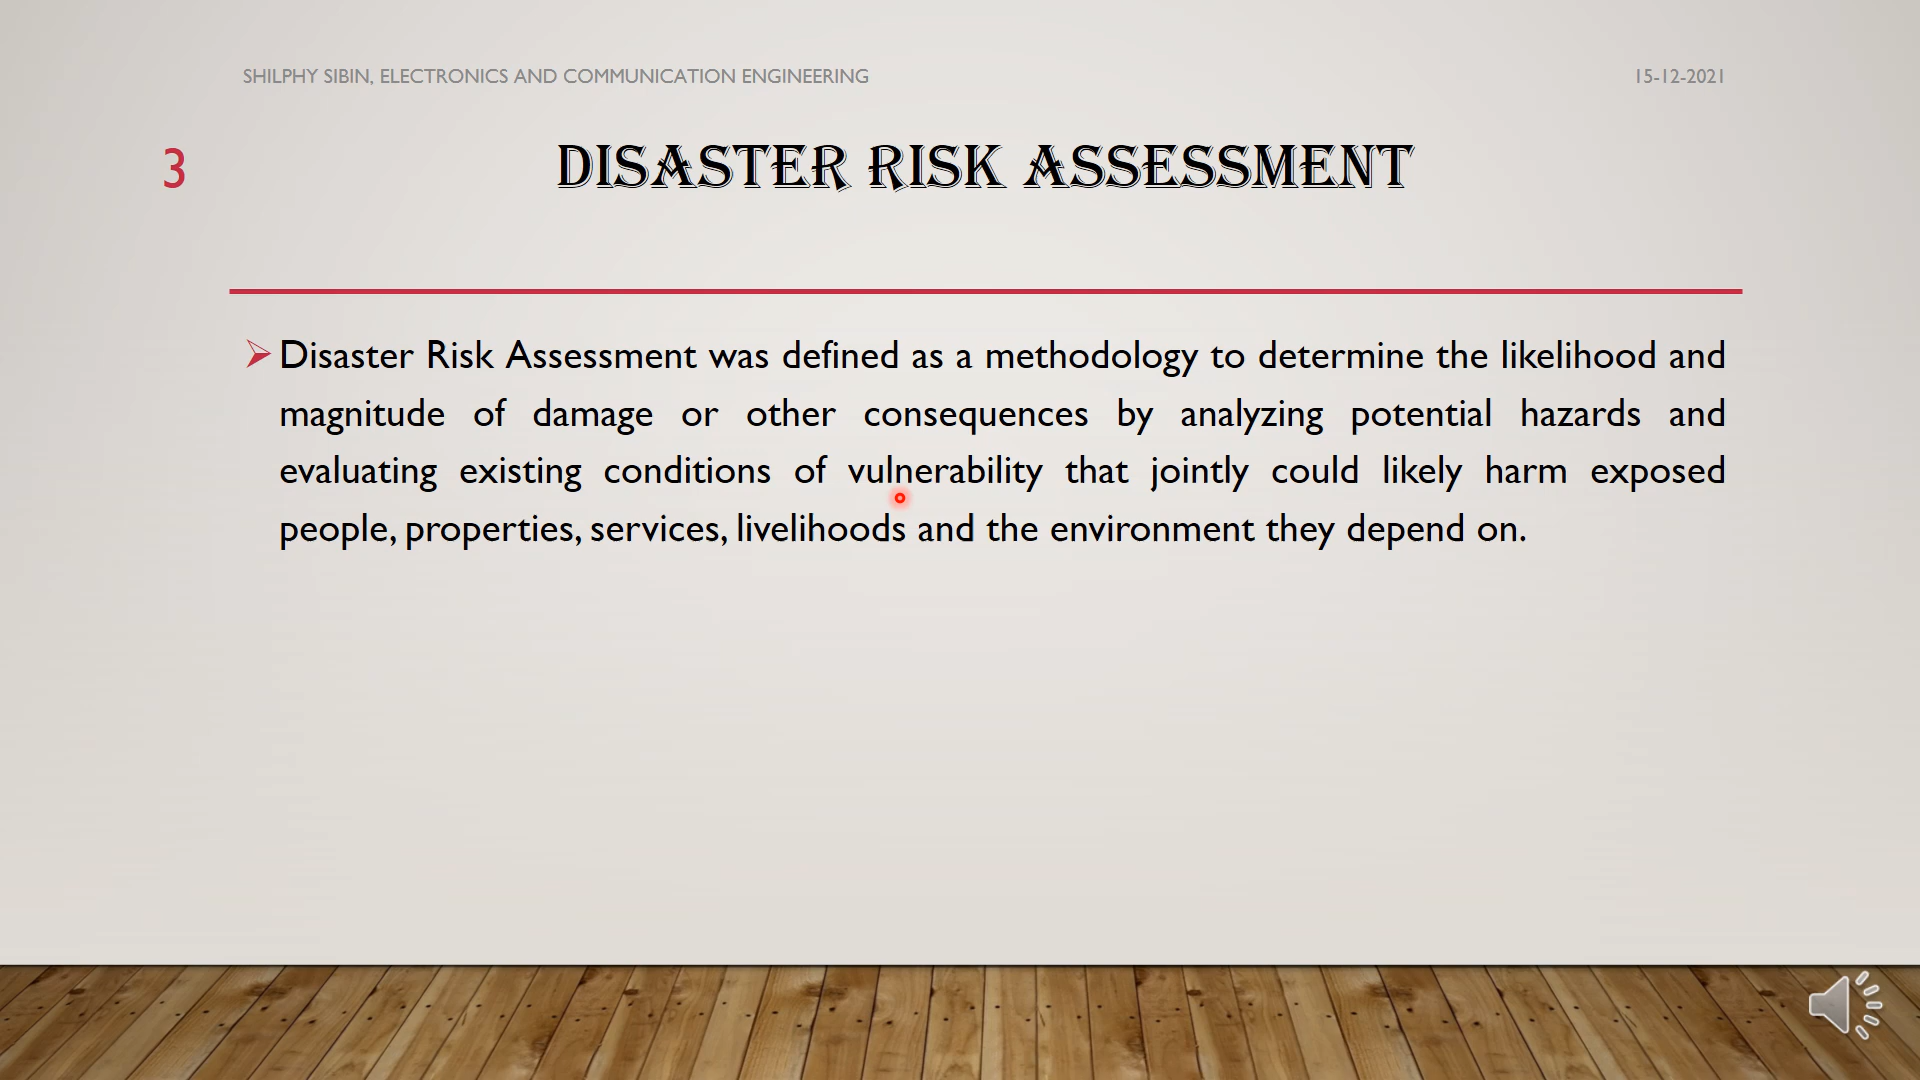 SHILPHY SIBIN, ELECTRONICS AND COMMUNICATION ENGINEERING
15-12-2021
3
DISASTER RISK ASSESSMENT
Disaster Risk Assessment was defined as a methodology to determine the likelihood and
magnitude of damage or other consequences by analyzing potential hazards and
evaluating existing conditions of vulnerability that jointly could likely harm exposed
people, properties, services, livelihoods and the environment they depend on.